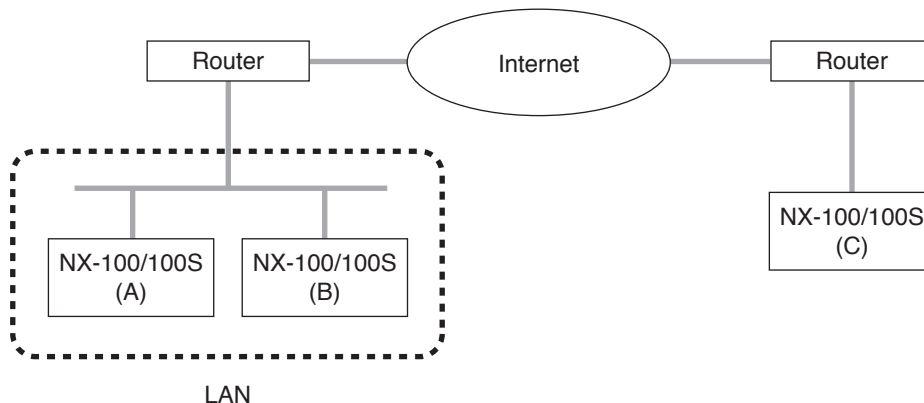 Router
Internet
Router
NX-100/100S
(A)
NX-100/100S
(B)
NX-100/100S
(C)
LAN